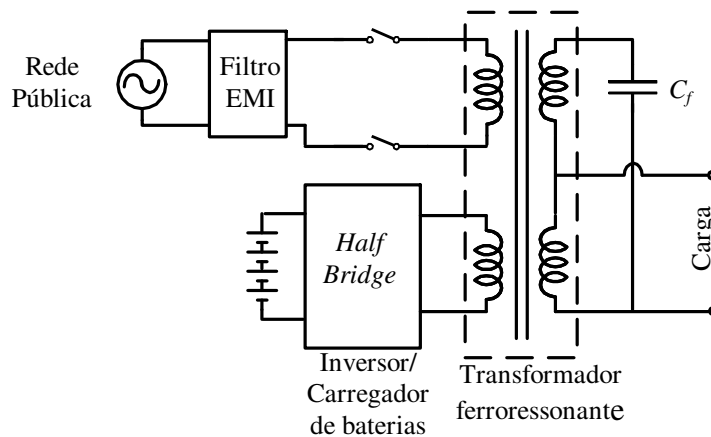 Rede
Pública
Filtro
EMI
C_f
Half
Bridge
Carga
Inversor/
Carregador
de baterias
Transformador
ferroressonante